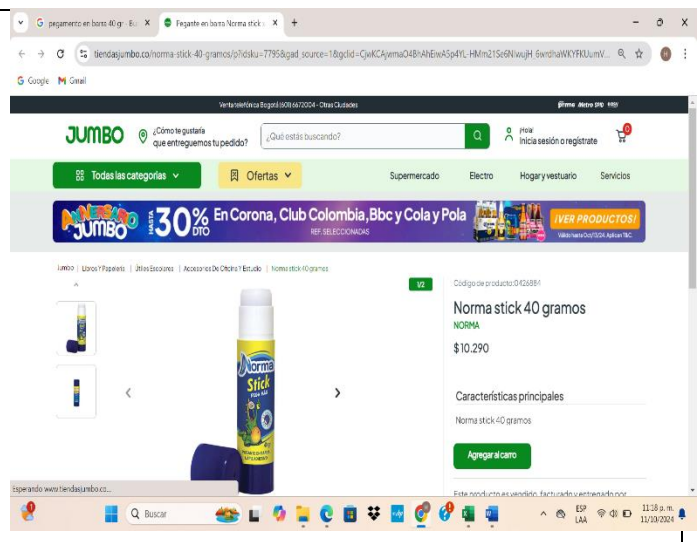 pegamento en barra 40 gr - Bu
Pegante en barra Norma stick
tiendasjumbo.co/norma-stick-40-gramos/p?idsku=7795&gad_source=1&gclid=
Google
Gmail
Venta telefónica Bogotá (601) 6672004 - Otras Ciudades
JUMBO
¿Cómo te gustaría
que entreguemos tu pedido?
¿Qué estás buscando?
¡Hola!
Inicia sesión o regístrate
0
Todas las categorías
Ofertas
Supermercado
Electro
Hogar y vestuario
Servicios
ANIVERSARIO
JUMBO
HASTA
30% DTO
En Corona, Club Colombia, Bbc y Cola y Pola
REF. SELECCIONADAS
¡VER PRODUCTOS!
Jumbo | Libros Y Papelería | Útiles Escolares | Accesorios De Oficina Y Estudio | Norma stick 40 gramos
1/2
Código de producto:0426884
Norma stick 40 gramos
NORMA
$10.290
Norma
Stick
Características principales
Norma stick 40 gramos
Agregar al carro
Este producto es vendido, facturado y entregado por
Esperando www.tiendasjumbo.co...
Buscar
ESP
LAA
11:18 p. m.
11/10/2024